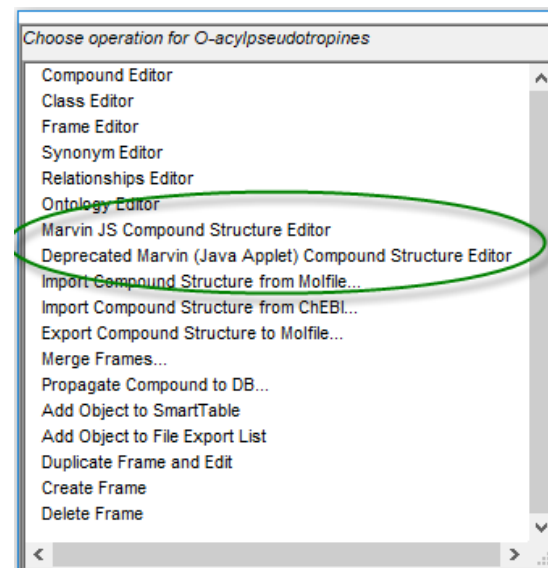 Choose operation for O-acylpseudotropines
Compound Editor
Class Editor
Frame Editor
Synonym Editor
Relationships Editor
Ontology Editor
Marvin JS Compound Structure Editor
Deprecated Marvin (Java Applet) Compound Structure Editor
Import Compound Structure from Molfile...
Import Compound Structure from ChEBI...
Export Compound Structure to Molfile...
Merge Frames...
Propagate Compound to DB...
Add Object to SmartTable
Add Object to File Export List
Duplicate Frame and Edit
Create Frame
Delete Frame